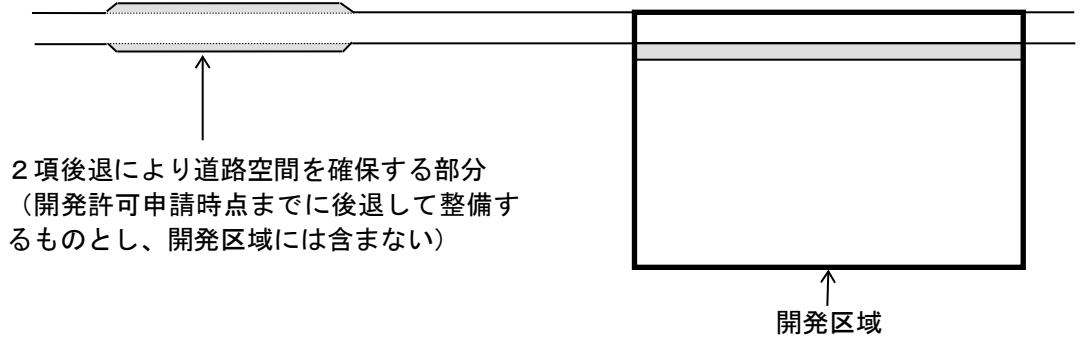 ２項後退により道路空間を確保する部分
（開発許可申請時点までに後退して整備す
るものとし、開発区域には含まない）
開発区域